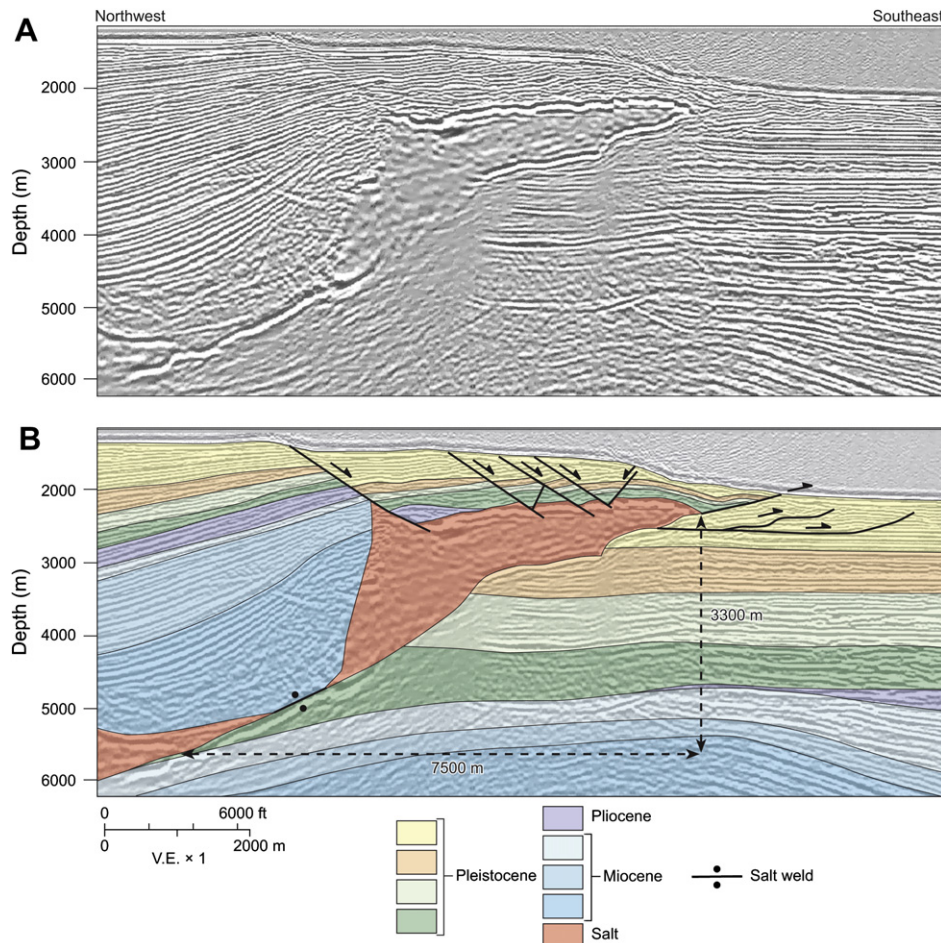 Northwest
Southeast
A
Depth (m)
2000
3000
4000
5000
6000
B
Depth (m)
2000
3000
4000
5000
6000
3300 m
7500 m
0 6000 ft
0 2000 m
V.E. × 1
Pleistocene
Pliocene
Miocene
Salt
Salt weld